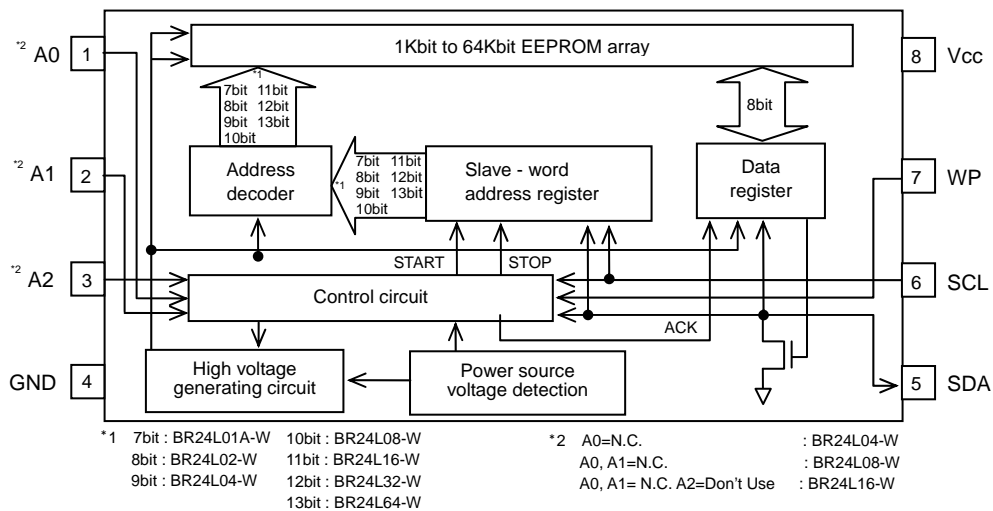 1Kbit to 64Kbit EEPROM array
*2 A0 1
8 Vcc
*1
7bit 11bit
8bit 12bit
9bit 13bit
10bit
8bit
*2 A1 2
Address
decoder
*1
7bit 11bit
8bit 12bit
9bit 13bit
10bit
Slave - word
address register
Data
register
7 WP
START STOP
*2 A2 3
Control circuit
6 SCL
ACK
GND 4
High voltage
generating circuit
Power source
voltage detection
5 SDA
*1 7bit : BR24L01A-W
8bit : BR24L02-W
9bit : BR24L04-W
10bit : BR24L08-W
11bit : BR24L16-W
12bit : BR24L32-W
13bit : BR24L64-W
*2 A0=N.C. : BR24L04-W
A0, A1=N.C. : BR24L08-W
A0, A1= N.C. A2=Don't Use : BR24L16-W